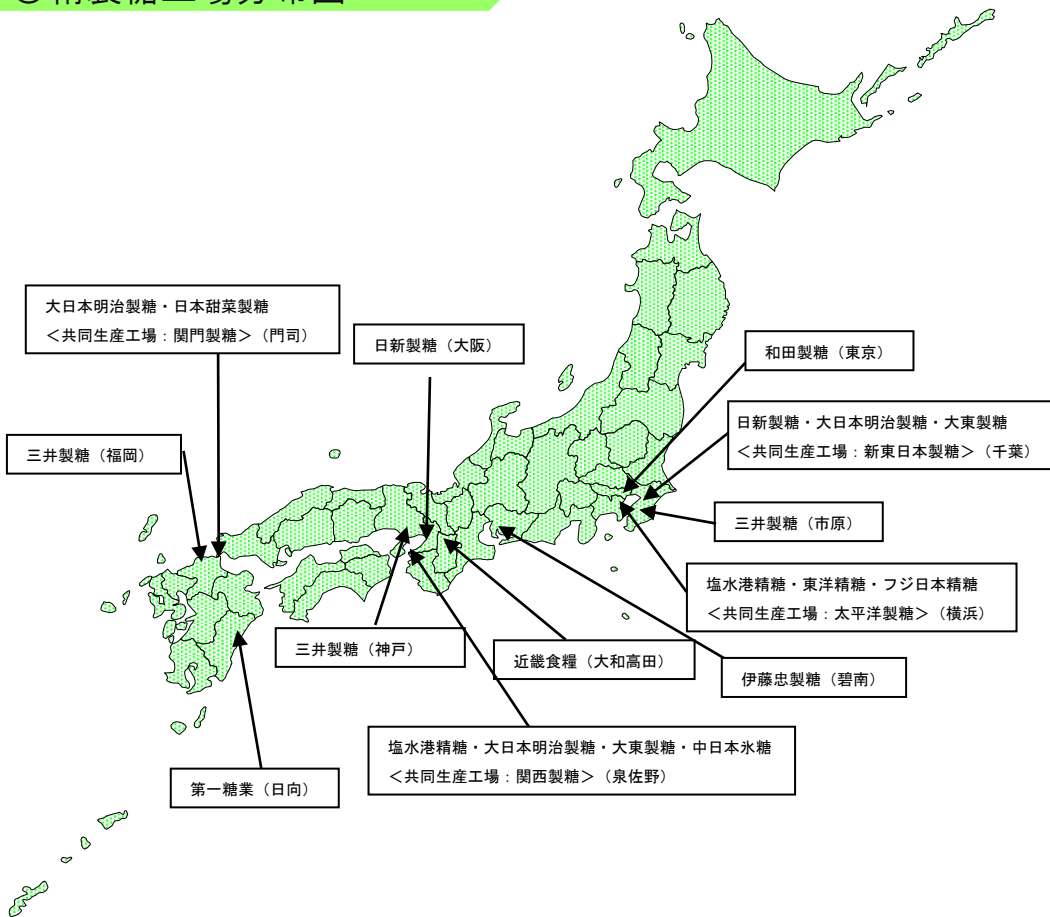 大日本明治製糖・日本甜菜製糖
＜共同生産工場：関門製糖＞（門司）
日新製糖（大阪）
和田製糖（東京）
日新製糖・大日本明治製糖・大東製糖
＜共同生産工場：新東日本製糖＞（千葉）
三井製糖（福岡）
三井製糖（市原）
塩水港精糖・東洋精糖・フジ日本精糖
＜共同生産工場：太平洋製糖＞（横浜）
三井製糖（神戸）
近畿食糧（大和高田）
伊藤忠製糖（碧南）
塩水港精糖・大日本明治製糖・大東製糖・中日本氷糖
＜共同生産工場：関西製糖＞（泉佐野）
第一糖業（日向）